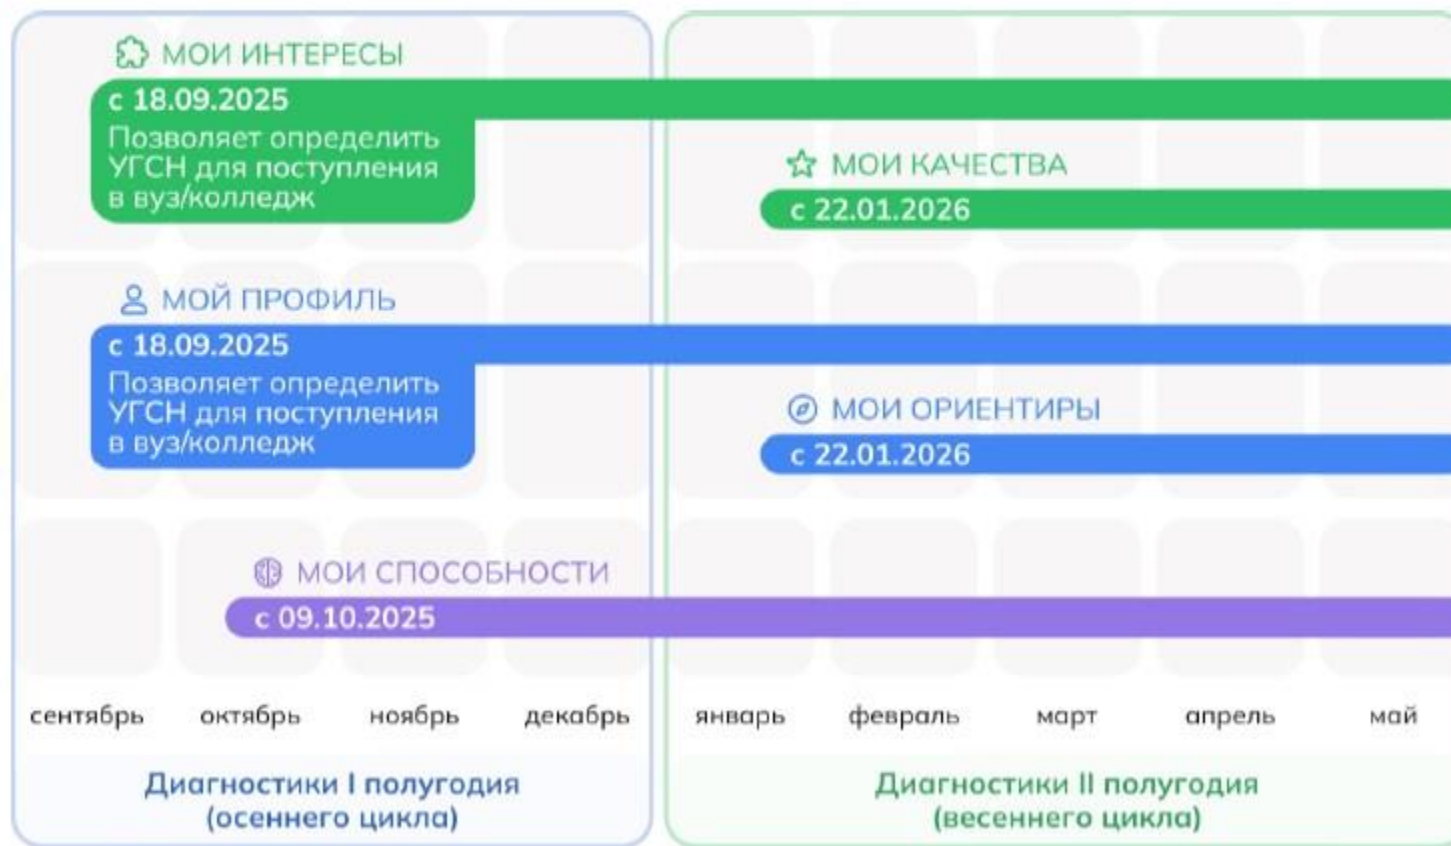 МОИ ИНТЕРЕСЫ
с 18.09.2025
Позволяет определить
УГСН для поступления
в вуз/колледж
МОИ КАЧЕСТВА
с 22.01.2026
МОЙ ПРОФИЛЬ
с 18.09.2025
Позволяет определить
УГСН для поступления
в вуз/колледж
МОИ ОРИЕНТИРЫ
с 22.01.2026
МОИ СПОСОБНОСТИ
с 09.10.2025
сентябрь октябрь ноябрь декабрь январь февраль март апрель май
Диагностики I полугодия
(осеннего цикла)
Диагностики II полугодия
(весеннего цикла)